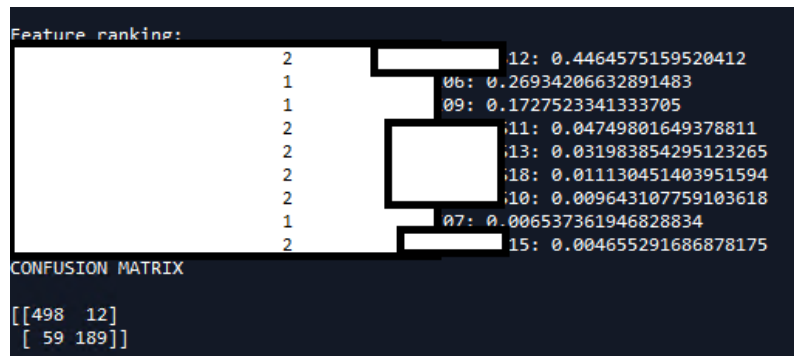 Feature ranking:
2 12: 0.4464575159520412
1 06: 0.26934206632891483
1 09: 0.1727523341333705
2 11: 0.04749801649378811
2 13: 0.031983854295123265
2 18: 0.011130451403951594
2 10: 0.009643107759103618
1 07: 0.006537361946828834
2 15: 0.004655291686878175
CONFUSION MATRIX
[[498 12]
[ 59 189]]